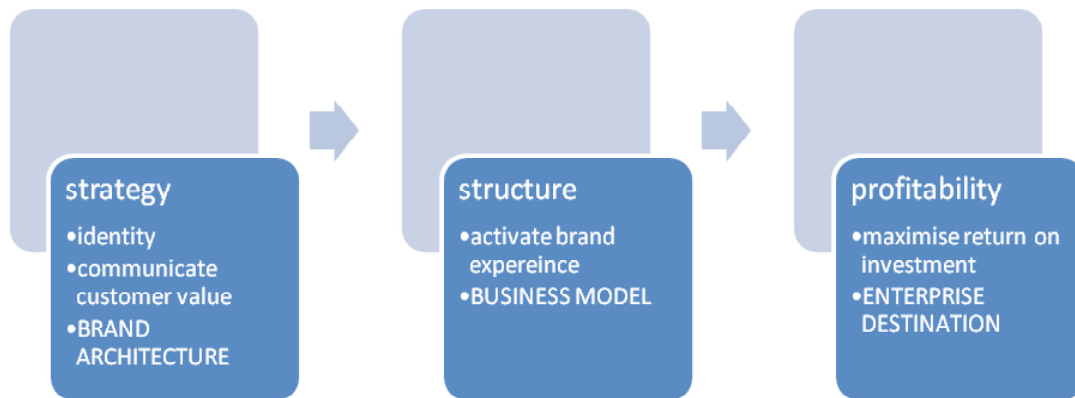 strategy
•identity
•communicate
customer value
•BRAND
ARCHITECTURE
structure
•activate brand
expereince
•BUSINESS MODEL
profitability
•maximise return on
investment
•ENTERPRISE
DESTINATION